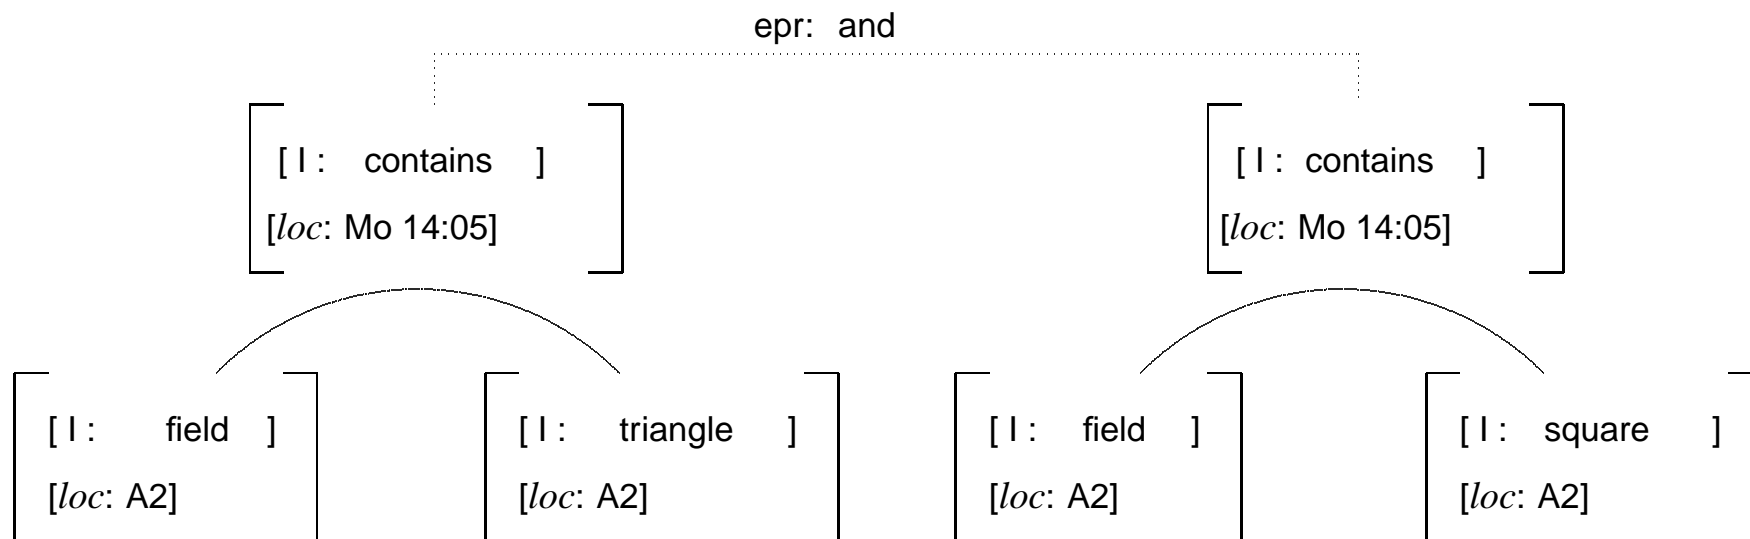 epr: and
[ I : contains ] [ I : contains ]
[loc: Mo 14:05] [loc: Mo 14:05]
[ I : field ] [ I : triangle ] [ I : field ] [ I : square ]
[loc: A2] [loc: A2] [loc: A2] [loc: A2]